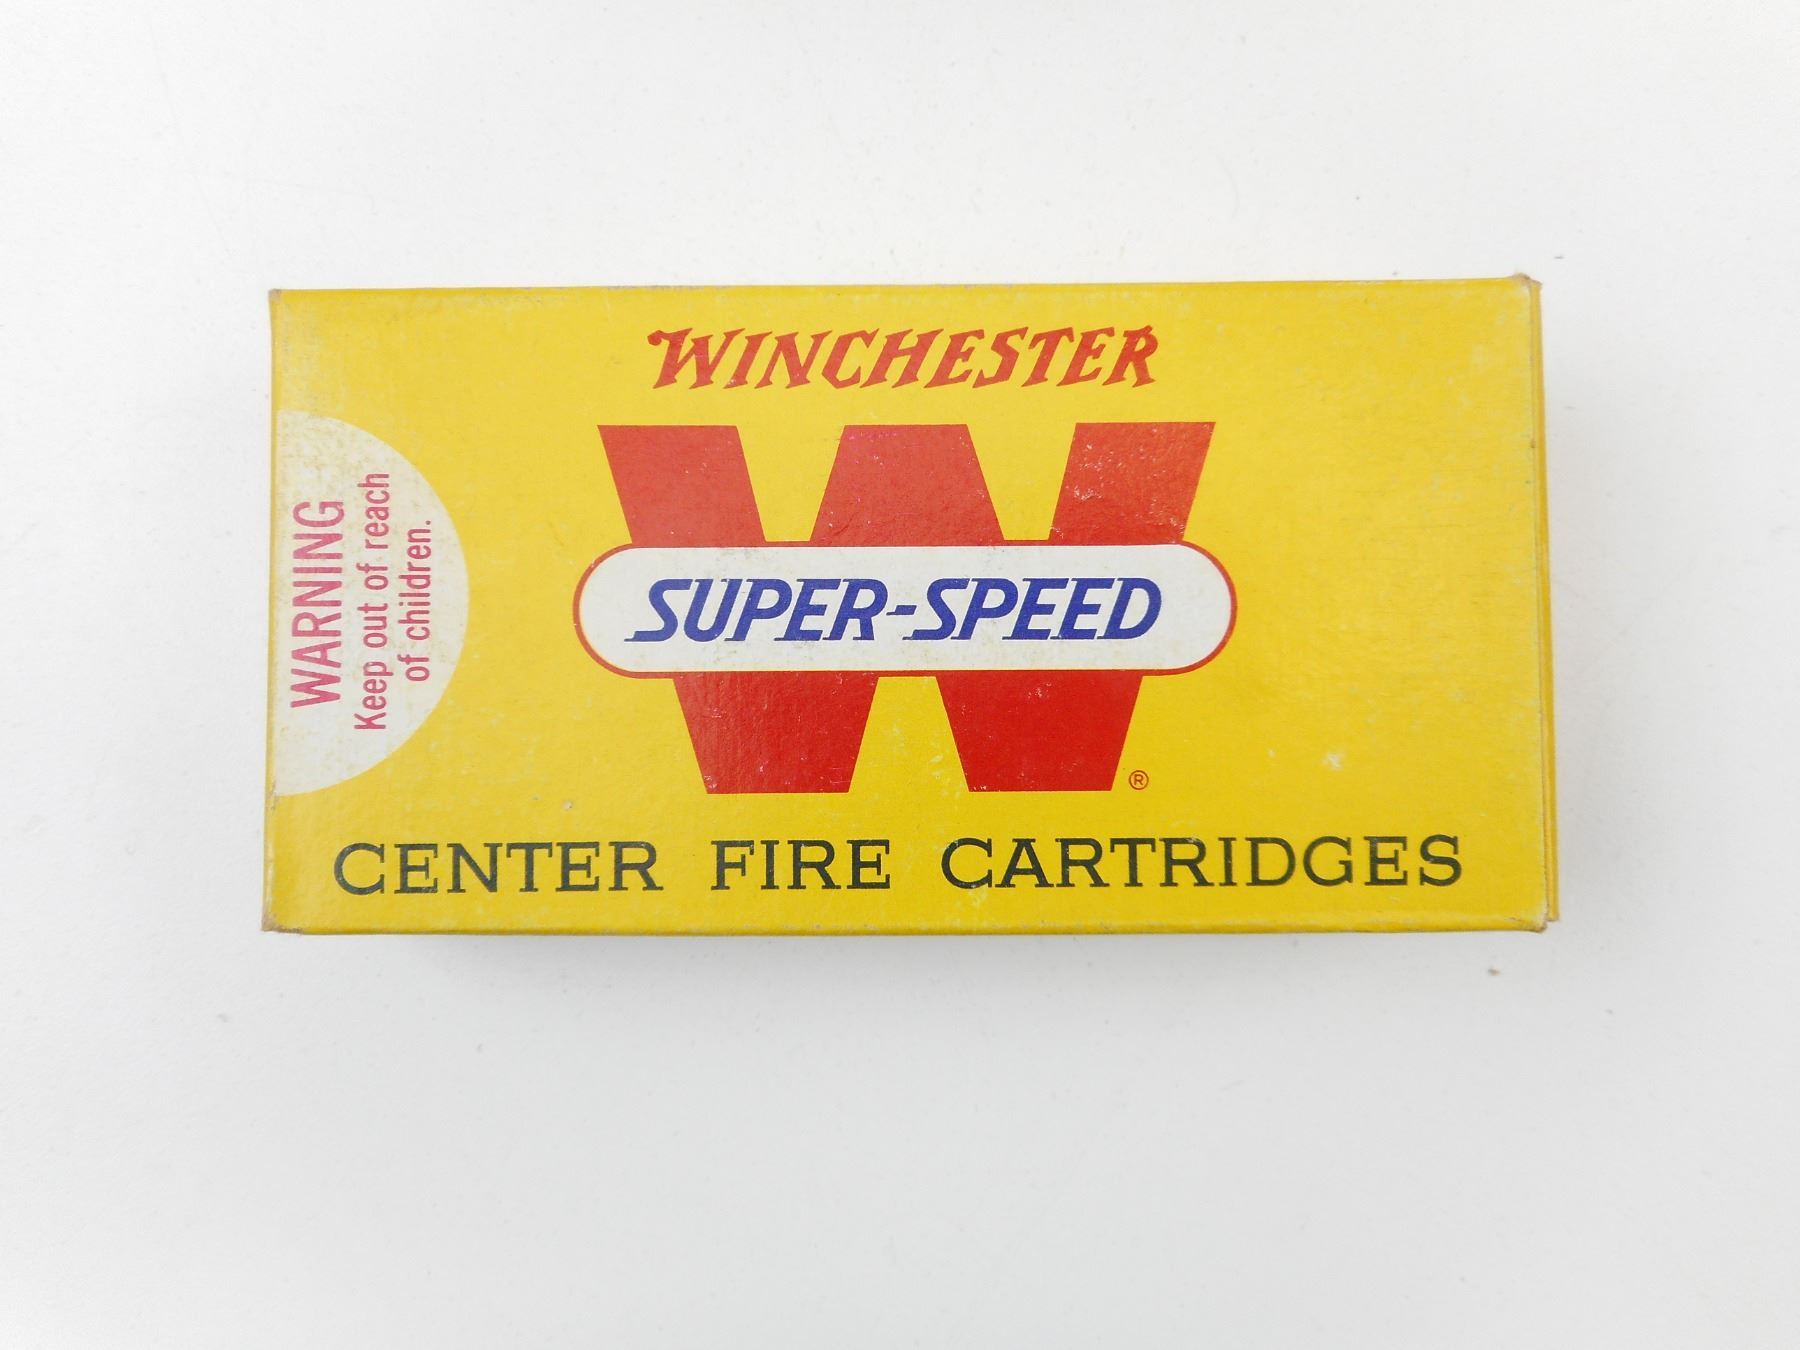 WINCHESTER
W
SUPER-SPEED
®
CENTER FIRE CARTRIDGES
WARNING
Keep out of reach
of children.